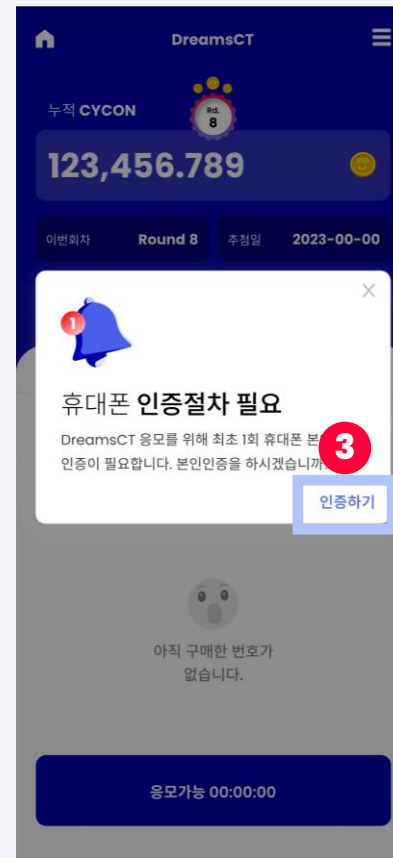 DreamsCT
누적 CYCON
Rd.
8
123,456.789
이번회차 Round 8 추첨일 2023-00-00
1
휴대폰 인증절차 필요
DreamsCT 응모를 위해 최초 1회 휴대폰
인증이 필요합니다. 본인인증을 하시겠습니까
3
인증하기
아직 구매한 번호가
없습니다.
응모가능 00:00:00